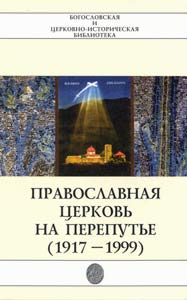 БОГОСЛОВСКАЯ
И
ЦЕРКОВНО-ИСТОРИЧЕСКАЯ
БИБЛИОТЕКА
ПРАВОСЛАВНАЯ
ЦЕРКОВЬ
НА ПЕРЕПУТЬЕ
(1917 – 1999)